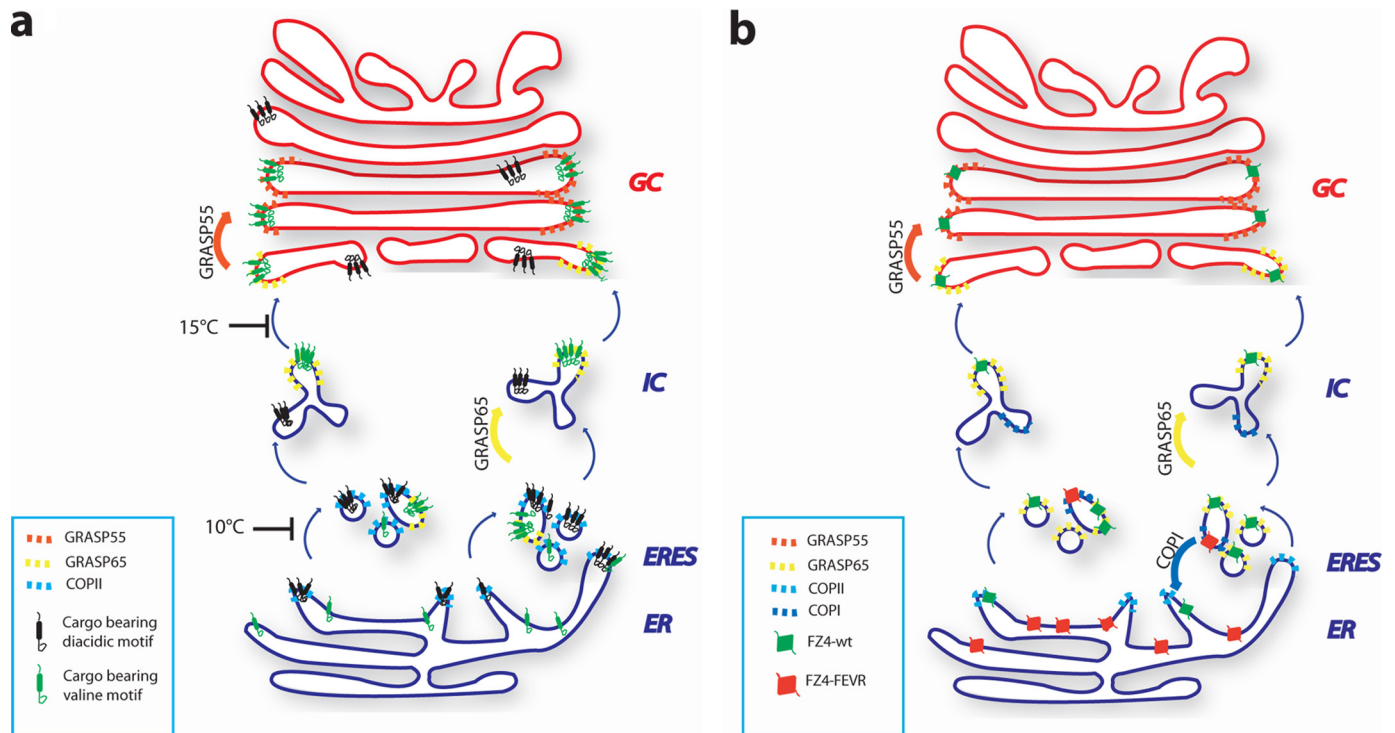 a
GC
GRASP55
15°C
IC
GRASP65
10°C
ERES
ER
GRASP55
GRASP65
COPII
Cargo bearing
diacidic motif
Cargo bearing
valine motif
b
GC
GRASP55
IC
GRASP65
COPI
ERES
ER
GRASP55
GRASP65
COPII
COPI
FZ4-wt
FZ4-FEVR